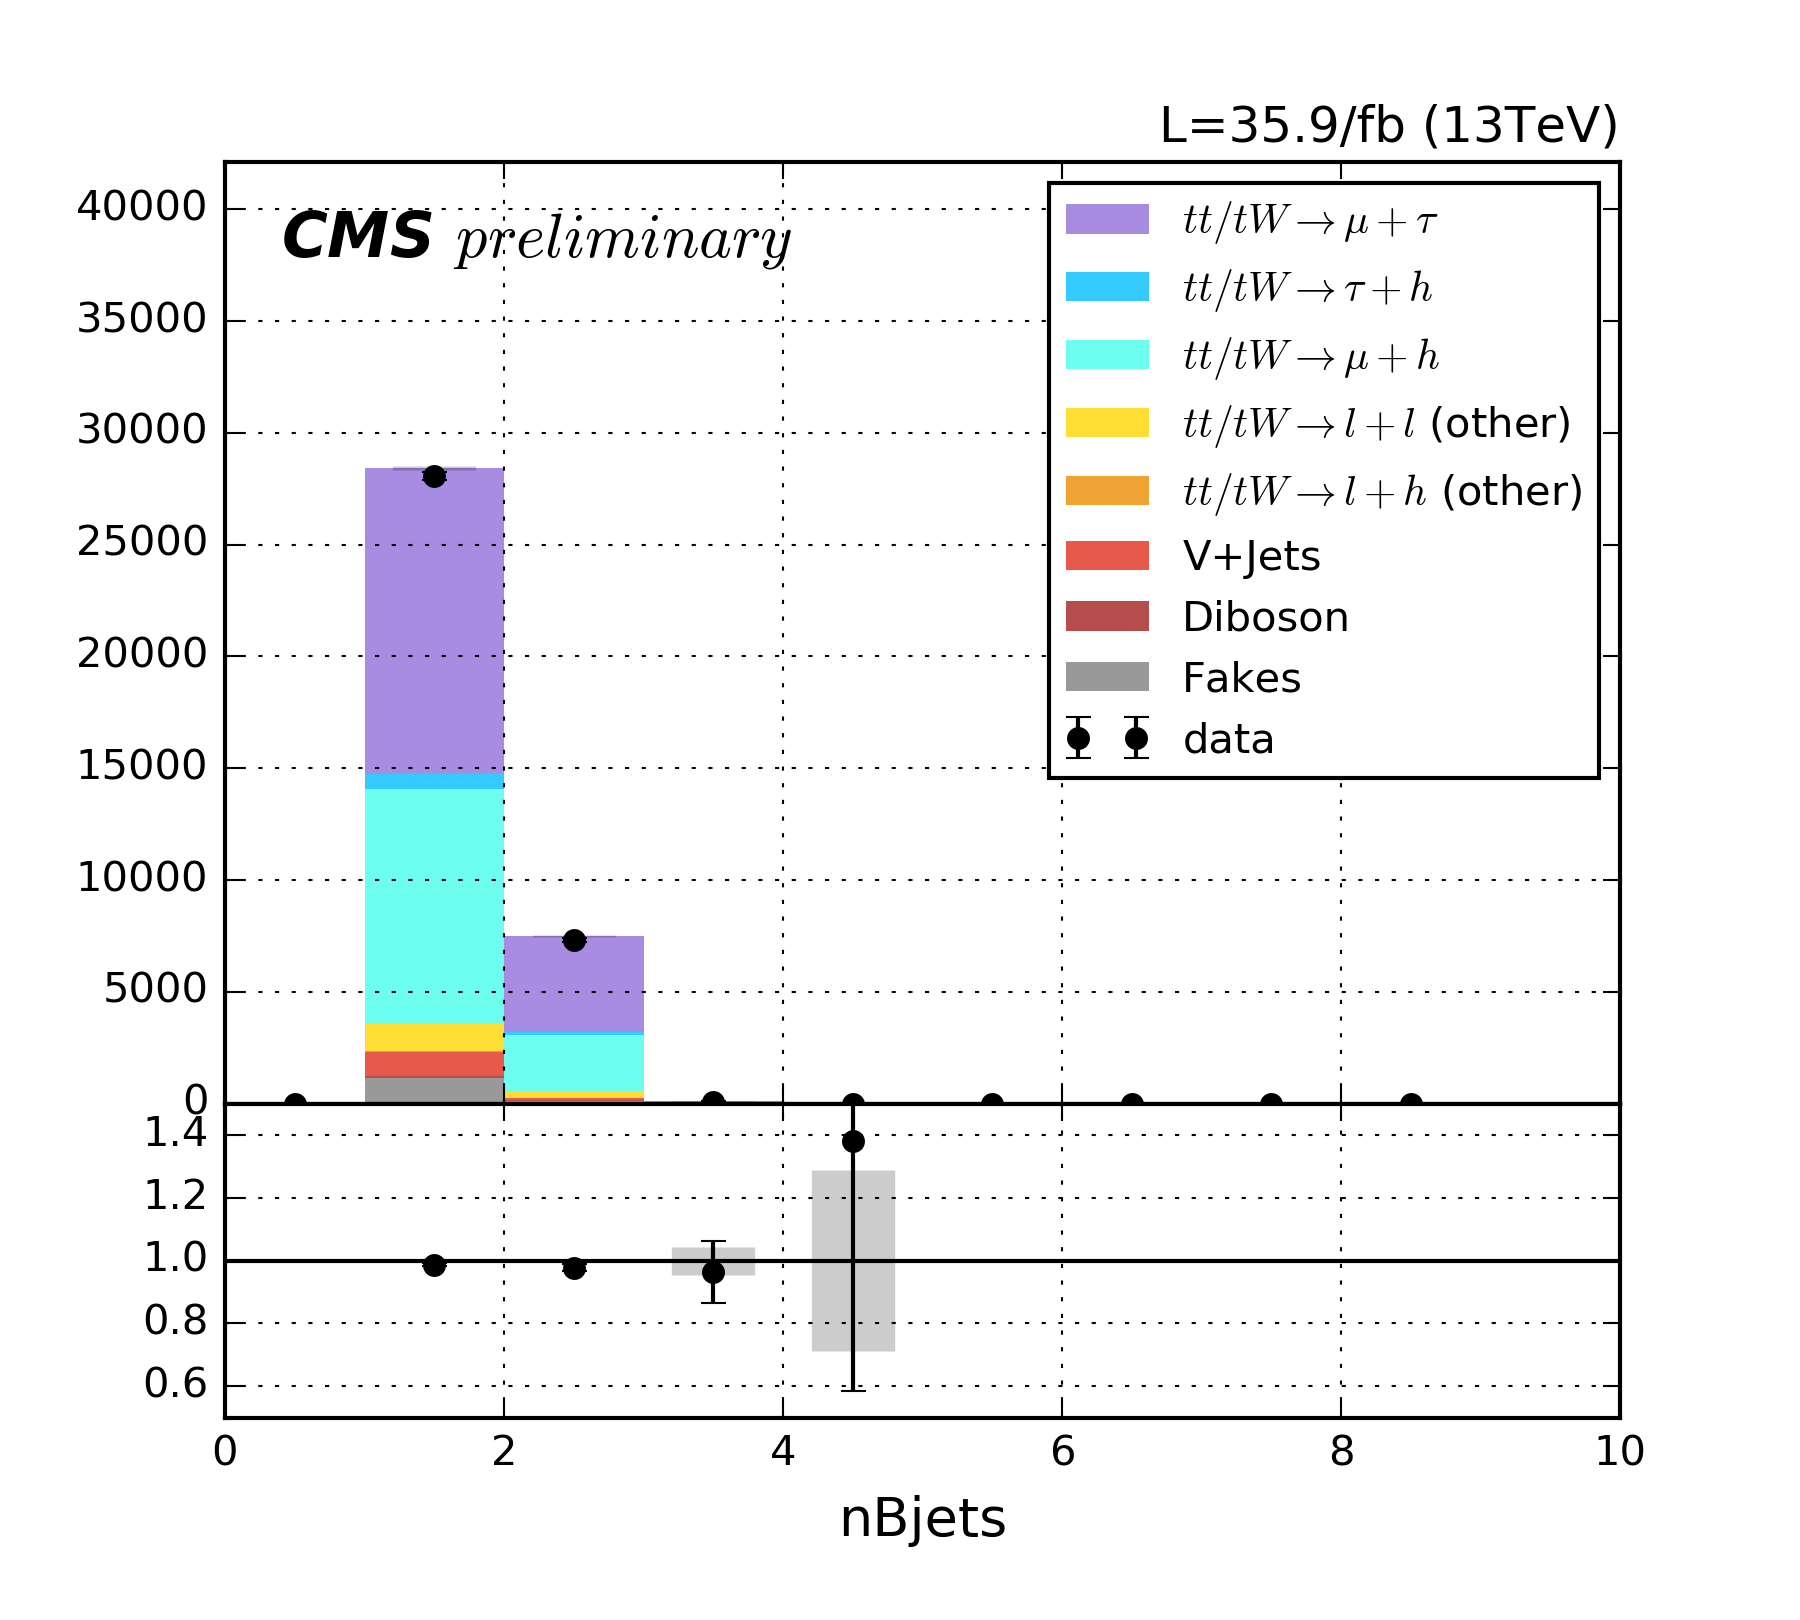 L=35.9/fb (13TeV)
CMS preliminary
40000
35000
30000
25000
20000
15000
10000
5000
0
tt/tW→μ+τ
tt/tW→τ+h
tt/tW→μ+h
tt/tW→l+l (other)
tt/tW→l+h (other)
V+Jets
Diboson
Fakes
data
1.4
1.2
1.0
0.8
0.6
0 2 4 6 8 10
nBjets